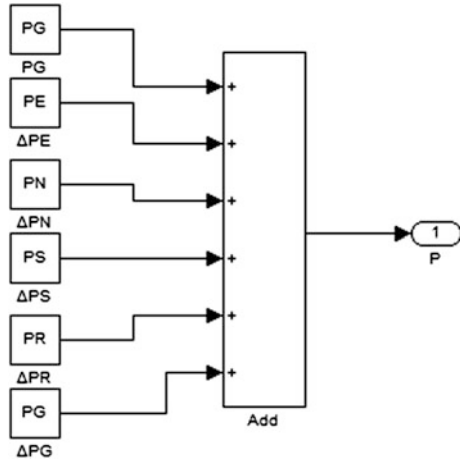 PG
PG
PE
ΔPE
PN
ΔPN
PS
ΔPS
PR
ΔPR
PG
ΔPG
+
+
+
+
+
+
Add
1
P